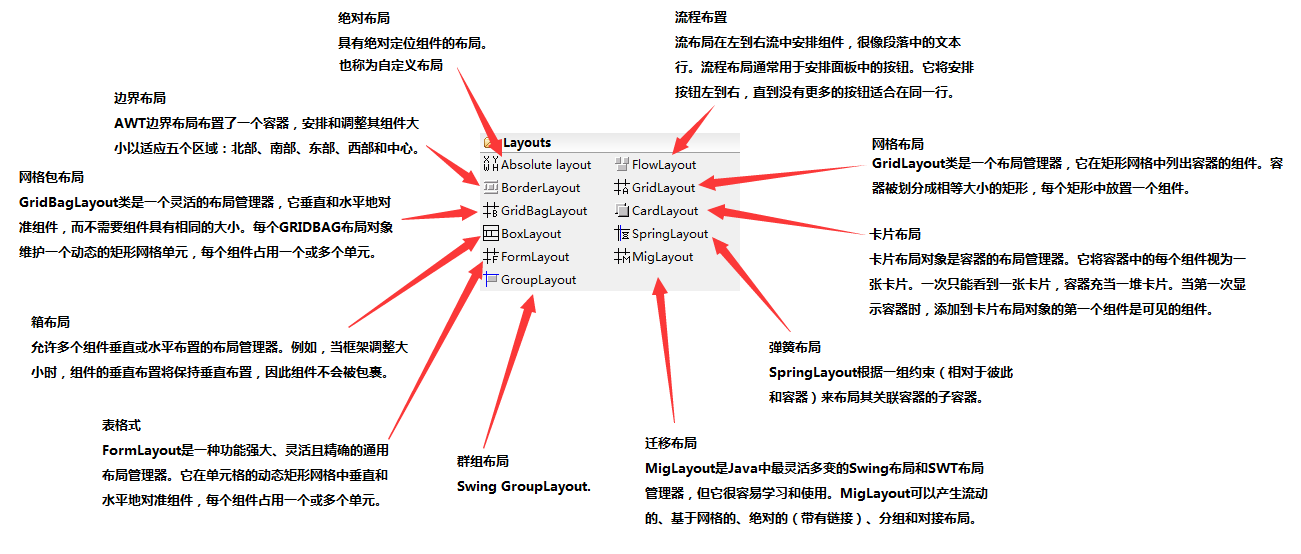 绝对布局
具有绝对定位组件的布局。
也称为自定义布局
流程布置
流布局在左到右流中安排组件，很像段落中的文本
行。流程布局通常用于安排面板中的按钮。它将安排
按钮左到右，直到没有更多的按钮适合在同一行。
边界布局
AWT边界布局布置了一个容器，安排和调整其组件大
小以适应五个区域：北部、南部、东部、西部和中心。
网格包布局
GridBagLayout类是一个灵活的布局管理器，它垂直和水平地对
准组件，而不需要组件具有相同的大小。每个GRIDBAG布局对象
维护一个动态的矩形网格单元，每个组件占用一个或多个单元。
Layouts
Absolute layout
FlowLayout
BorderLayout
GridLayout
GridBagLayout
CardLayout
BoxLayout
SpringLayout
FormLayout
MigLayout
GroupLayout
网格布局
GridLayout类是一个布局管理器，它在矩形网格中列出容器的组件。容
器被划分成相等大小的矩形，每个矩形中放置一个组件。
卡片布局
卡片布局对象是容器的布局管理器。它将容器中的每个组件视为一
张卡片。一次只能看到一张卡片，容器充当一堆卡片。当第一次显
示容器时，添加到卡片布局对象的第一个组件是可见的组件。
箱布局
允许多个组件垂直或水平布置的布局管理器。例如，当框架调整大
小时，组件的垂直布置将保持垂直布置，因此组件不会被包裹。
弹簧布局
SpringLayout根据一组约束（相对于彼此
和容器）来布局其关联容器的子容器。
表格式
FormLayout是一种功能强大、灵活且精确的通用
布局管理器。它在单元格的动态矩形网格中垂直和
水平地对准组件，每个组件占用一个或多个单元。
群组布局
Swing GroupLayout.
迁移布局
MigLayout是Java中最灵活多变的Swing布局和SWT布局
管理器，但它很容易学习和使用。MigLayout可以产生流动
的、基于网格的、绝对的（带有链接）、分组和对接布局。